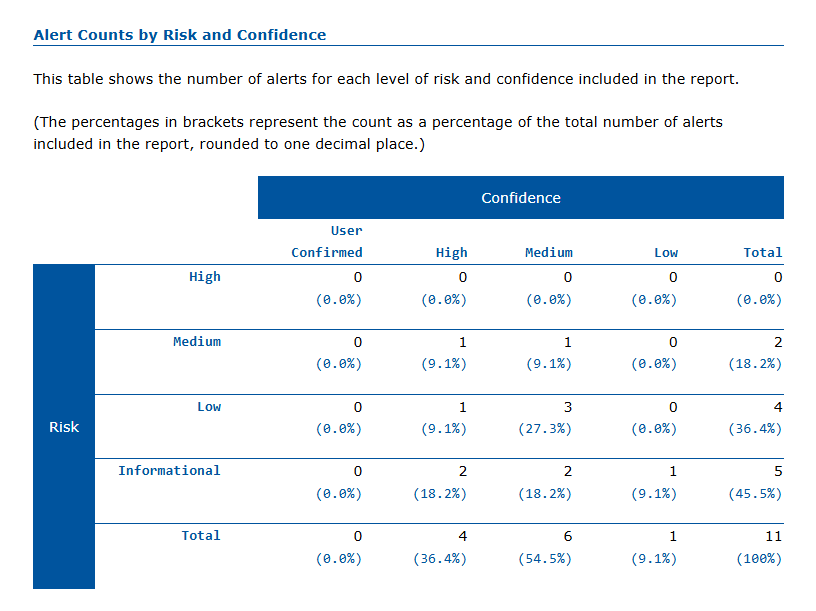 Alert Counts by Risk and Confidence
This table shows the number of alerts for each level of risk and confidence included in the report.
(The percentages in brackets represent the count as a percentage of the total number of alerts
included in the report, rounded to one decimal place.)
Confidence
User
Confirmed High Medium Low Total
High 0 0 0 0 0
(0.0%) (0.0%) (0.0%) (0.0%) (0.0%)
Medium 0 1 1 0 2
(0.0%) (9.1%) (9.1%) (0.0%) (18.2%)
Low 0 1 3 0 4
Risk (0.0%) (9.1%) (27.3%) (0.0%) (36.4%)
Informational 0 2 2 1 5
(0.0%) (18.2%) (18.2%) (9.1%) (45.5%)
Total 0 4 6 1 11
(0.0%) (36.4%) (54.5%) (9.1%) (100%)